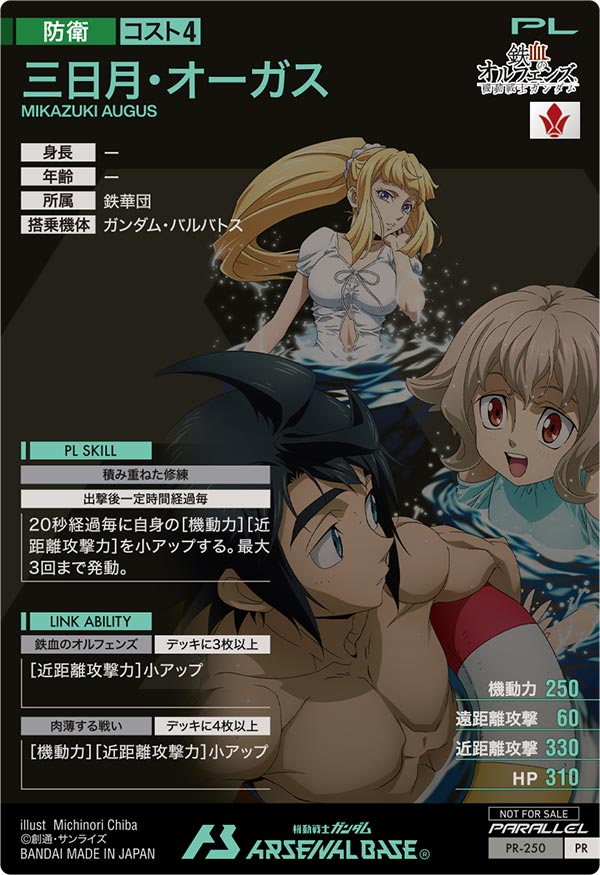 防衛 コスト4 PL
三日月・オーガス
MIKAZUKI AUGUS
鉄血の
オルフェンズ
機動戦士ガンダム
身長 ー
年齢 ー
所属 鉄華団
搭乗機体 ガンダム・バルバトス
PL SKILL
積み重ねた修練
出撃後一定時間経過毎
20秒経過毎に自身の[機動力][近
距離攻撃力]を小アップする。最大
3回まで発動。
LINK ABILITY
鉄血のオルフェンズ デッキに3枚以上
[近距離攻撃力]小アップ
肉薄する戦い デッキに4枚以上
[機動力][近距離攻撃力]小アップ
機動力 250
遠距離攻撃 60
近距離攻撃 330
HP 310
illust Michinori Chiba
©創通・サンライズ
BANDAI MADE IN JAPAN
機動戦士ガンダム
ARSENAL BASE®
NOT FOR SALE
PARALLEL
PR-250 PR